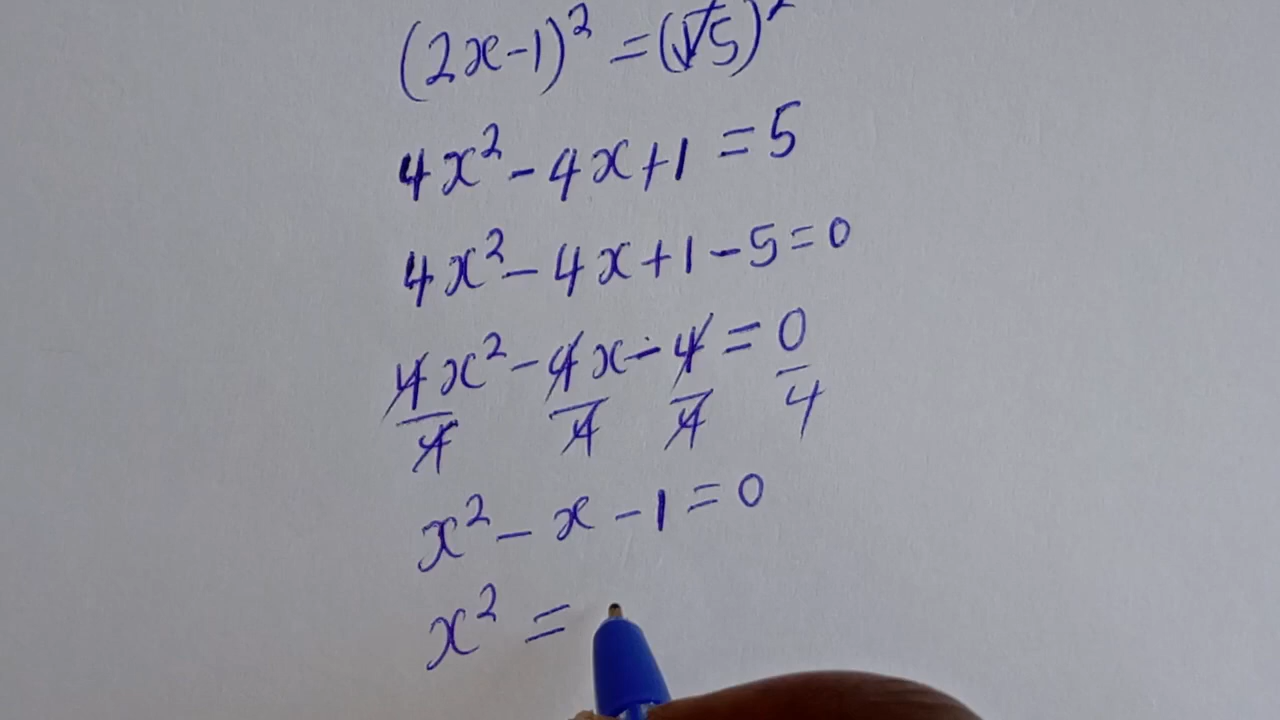 (2x-1)² = (√5)²
4x² - 4x + 1 = 5
4x² - 4x + 1 - 5 = 0
4x²/4 - 4x/4 - 4/4 = 0/4
x² - x - 1 = 0
x² =